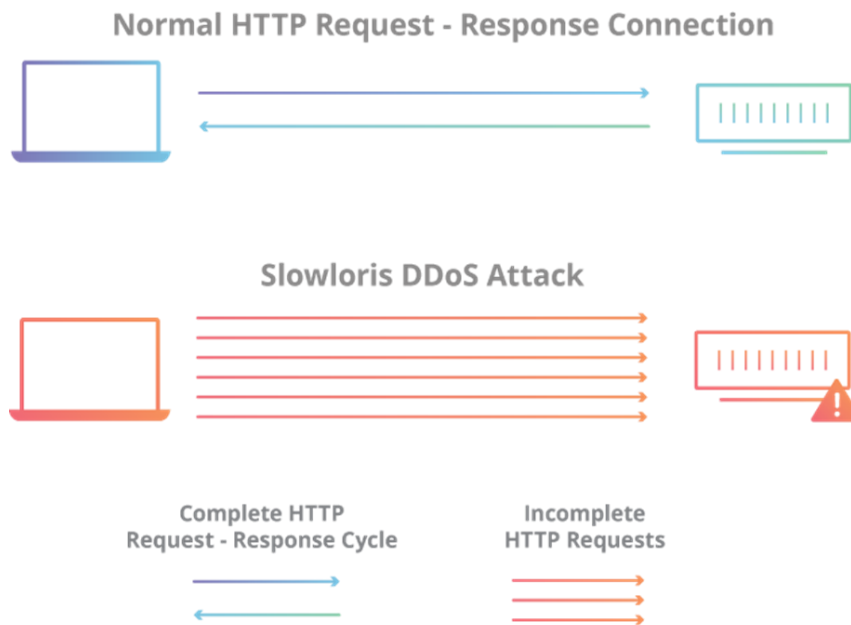 Normal HTTP Request - Response Connection
Slowloris DDoS Attack
Complete HTTP
Request - Response Cycle
Incomplete
HTTP Requests